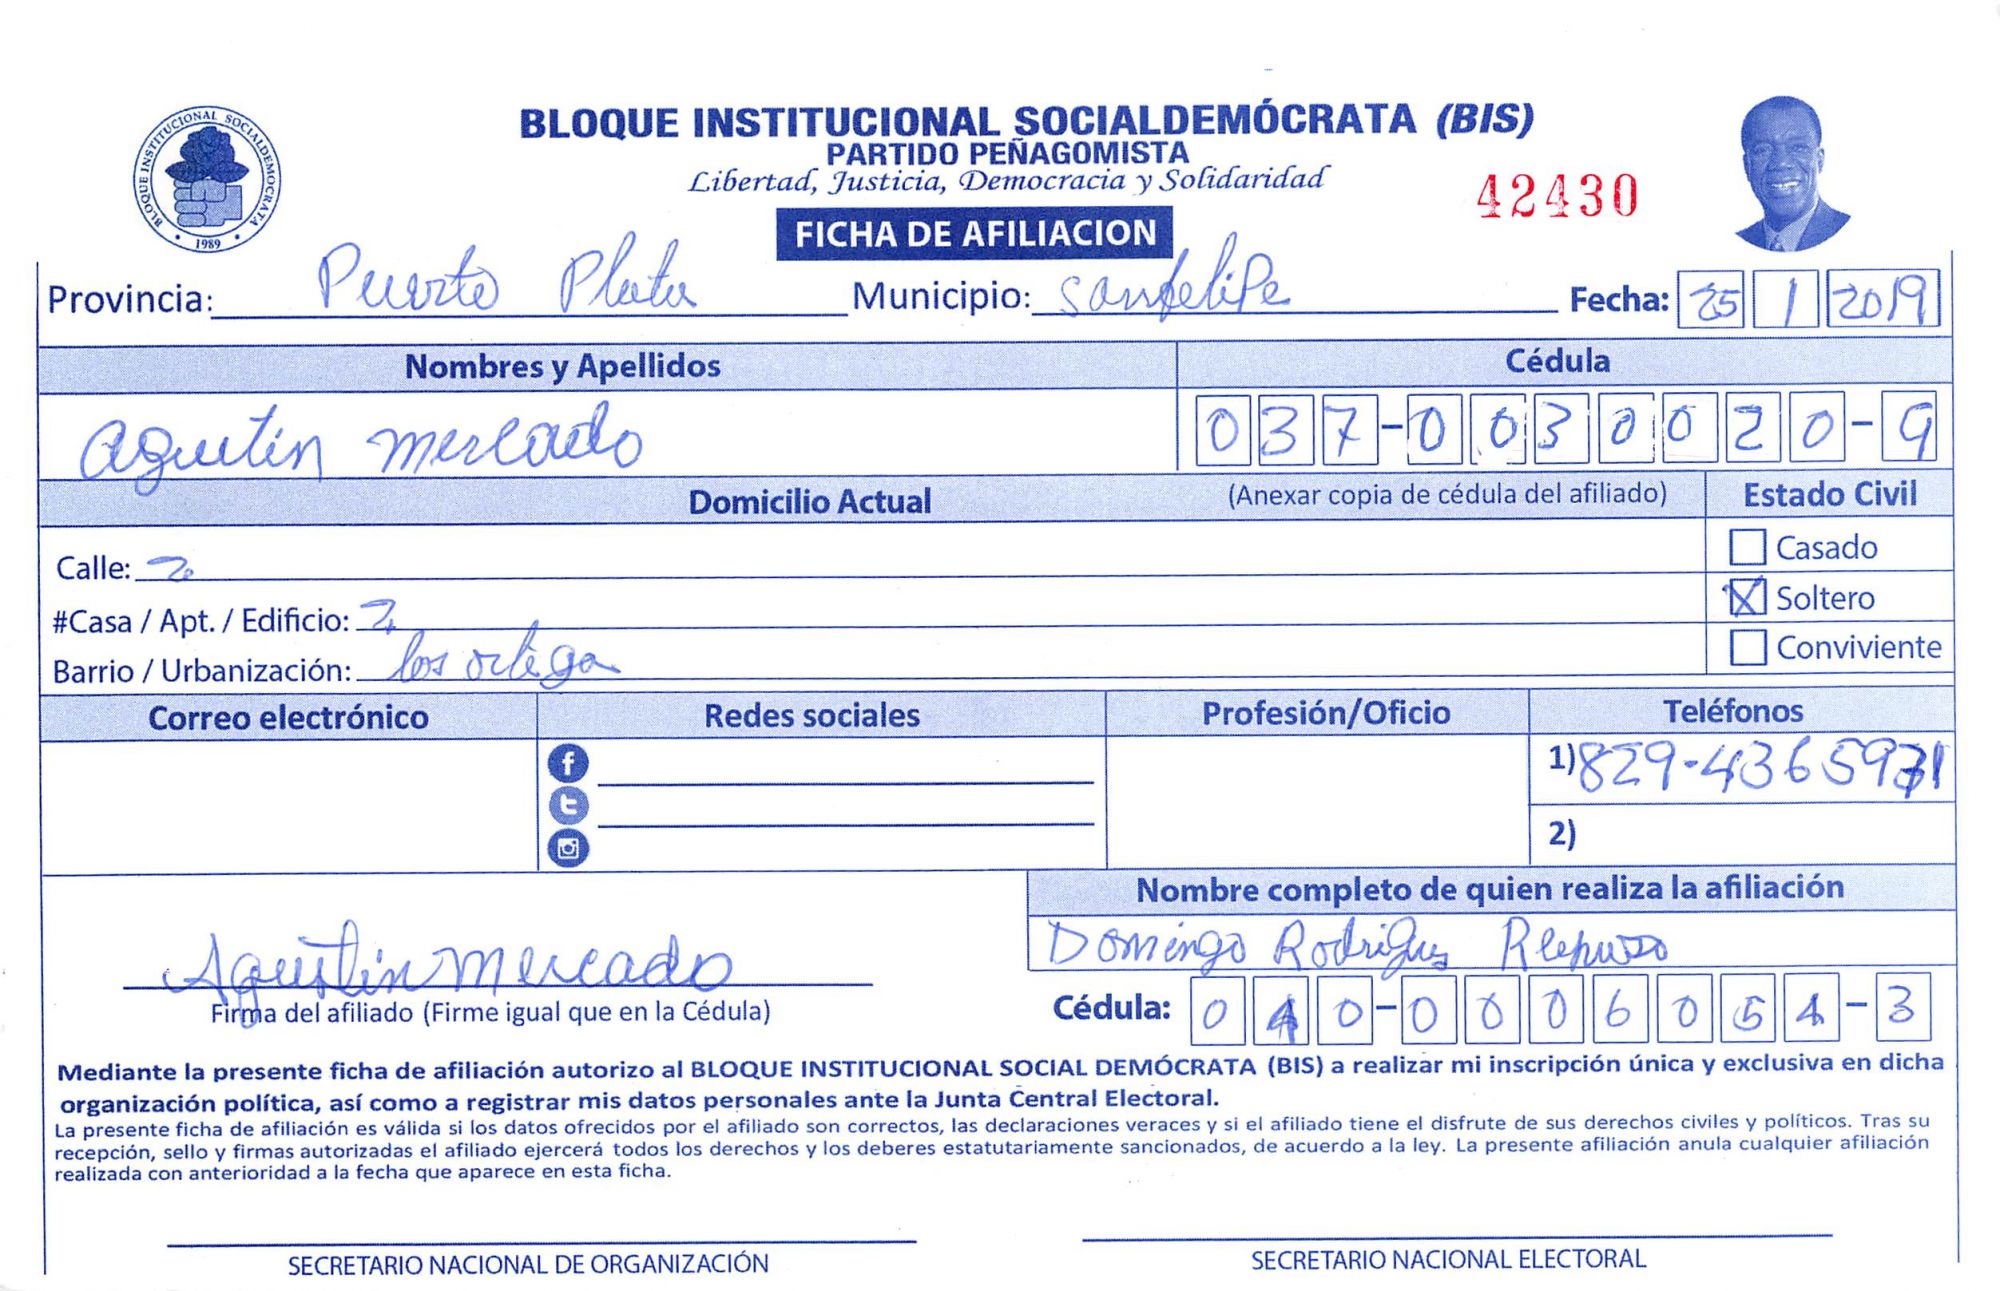 BLOQUE INSTITUCIONAL SOCIALDEMÓCRATA
1989
BLOQUE INSTITUCIONAL SOCIALDEMÓCRATA (BIS)
PARTIDO PEÑAGOMISTA
Libertad, Justicia, Democracia y Solidaridad
42430
FICHA DE AFILIACION
Provincia: Puerto Plata Municipio: sanfelipe Fecha: 25 1 2019
Nombres y Apellidos Cédula
Agustin mercado 037-0030020-9
Domicilio Actual (Anexar copia de cédula del afiliado) Estado Civil
Calle: 2 Casado
#Casa / Apt. / Edificio: 2 Soltero
Barrio / Urbanización: los ortega Conviviente
Correo electrónico Redes sociales Profesión/Oficio Teléfonos
1) 829-4365971
2)
Nombre completo de quien realiza la afiliación
Agustin mercado Domingo Rodrigues
Firma del afiliado (Firme igual que en la Cédula) Cédula: 040-0006054-3
Mediante la presente ficha de afiliación autorizo al BLOQUE INSTITUCIONAL SOCIAL DEMÓCRATA (BIS) a realizar mi inscripción única y exclusiva en dicha
organización política, así como a registrar mis datos personales ante la Junta Central Electoral.
La presente ficha de afiliación es válida si los datos ofrecidos por el afiliado son correctos, las declaraciones veraces y si el afiliado tiene el disfrute de sus derechos civiles y políticos. Tras su
recepción, sello y firmas autorizadas el afiliado ejercerá todos los derechos y los deberes estatutariamente sancionados, de acuerdo a la ley. La presente afiliación anula cualquier afiliación
realizada con anterioridad a la fecha que aparece en esta ficha.
SECRETARIO NACIONAL DE ORGANIZACIÓN SECRETARIO NACIONAL ELECTORAL